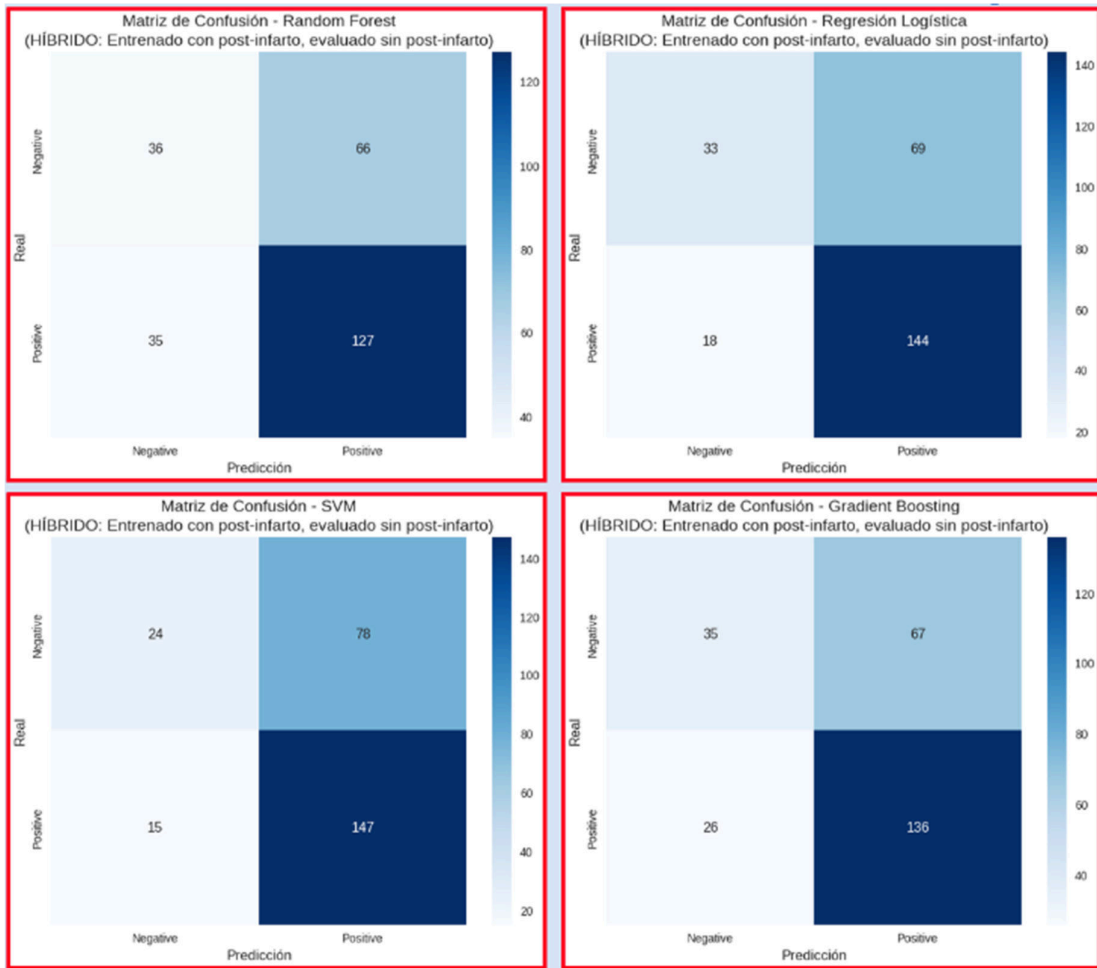 Matriz de Confusión - Random Forest
(HÍBRIDO: Entrenado con post-infarto, evaluado sin post-infarto)
Negative
36
66
Real
Positive
35
127
Negative
Positive
Predicción
120
100
80
60
40
Matriz de Confusión - Regresión Logística
(HÍBRIDO: Entrenado con post-infarto, evaluado sin post-infarto)
Negative
33
69
Real
Positive
18
144
Negative
Positive
Predicción
140
120
100
80
60
40
20
Matriz de Confusión - SVM
(HÍBRIDO: Entrenado con post-infarto, evaluado sin post-infarto)
Negative
24
78
Real
Positive
15
147
Negative
Positive
Predicción
140
120
100
80
60
40
20
Matriz de Confusión - Gradient Boosting
(HÍBRIDO: Entrenado con post-infarto, evaluado sin post-infarto)
Negative
35
67
Real
Positive
26
136
Negative
Positive
Predicción
120
100
80
60
40